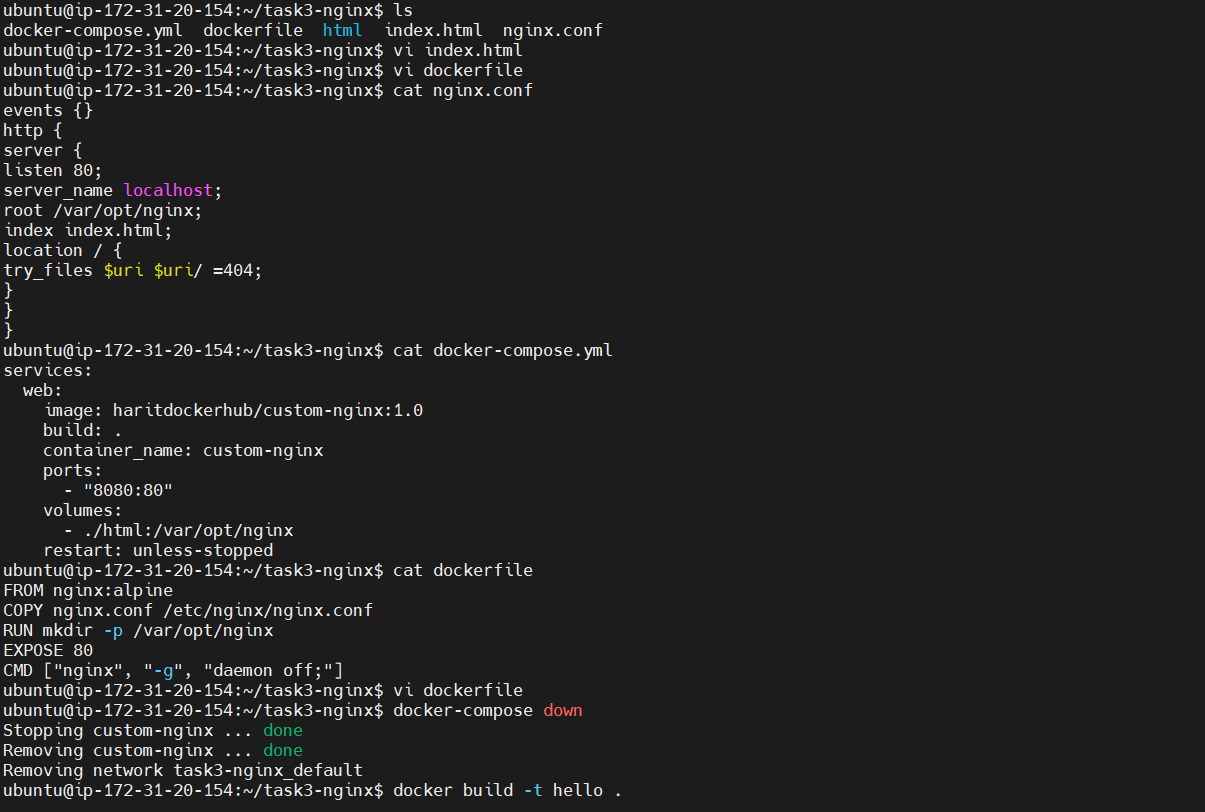 ubuntu@ip-172-31-20-154:~/task3-nginx$ ls
docker-compose.yml  dockerfile  html  index.html  nginx.conf
ubuntu@ip-172-31-20-154:~/task3-nginx$ vi index.html
ubuntu@ip-172-31-20-154:~/task3-nginx$ vi dockerfile
ubuntu@ip-172-31-20-154:~/task3-nginx$ cat nginx.conf
events {}
http {
server {
listen 80;
server_name localhost;
root /var/opt/nginx;
index index.html;
location / {
try_files $uri $uri/ =404;
}
}
}
ubuntu@ip-172-31-20-154:~/task3-nginx$ cat docker-compose.yml
services:
  web:
    image: haritdockerhub/custom-nginx:1.0
    build: .
    container_name: custom-nginx
    ports:
      - "8080:80"
    volumes:
      - ./html:/var/opt/nginx
    restart: unless-stopped
ubuntu@ip-172-31-20-154:~/task3-nginx$ cat dockerfile
FROM nginx:alpine
COPY nginx.conf /etc/nginx/nginx.conf
RUN mkdir -p /var/opt/nginx
EXPOSE 80
CMD ["nginx", "-g", "daemon off;"]
ubuntu@ip-172-31-20-154:~/task3-nginx$ vi dockerfile
ubuntu@ip-172-31-20-154:~/task3-nginx$ docker-compose down
Stopping custom-nginx ... done
Removing custom-nginx ... done
Removing network task3-nginx_default
ubuntu@ip-172-31-20-154:~/task3-nginx$ docker build -t hello .